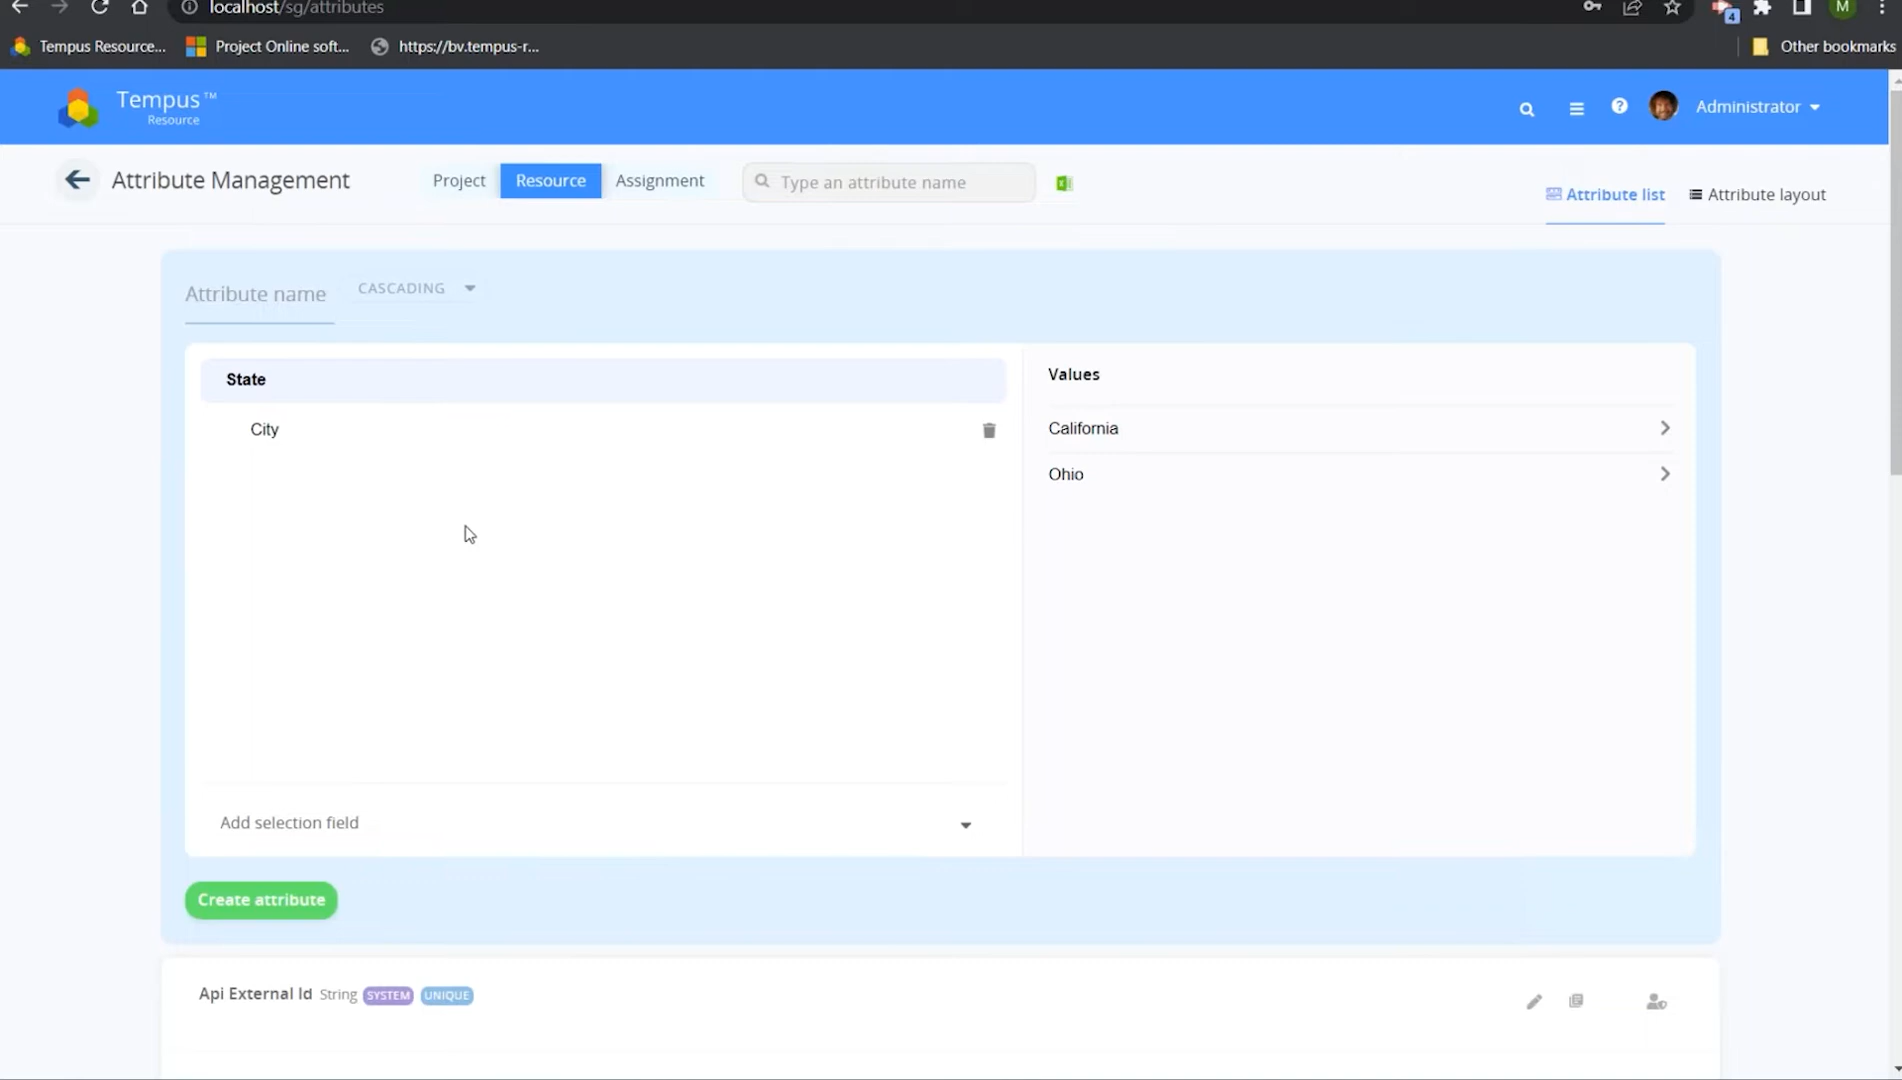 localhost/sg/attributes
4
M
Tempus Resource...
Project Online soft...
https://bv.tempus-r...
Other bookmarks
Tempus™
Resource
Administrator
Attribute Management
Project
Resource
Assignment
Type an attribute name
Attribute list
Attribute layout
Attribute name
CASCADING
State
Values
City
California
Ohio
Add selection field
Create attribute
Api External Id String SYSTEM UNIQUE